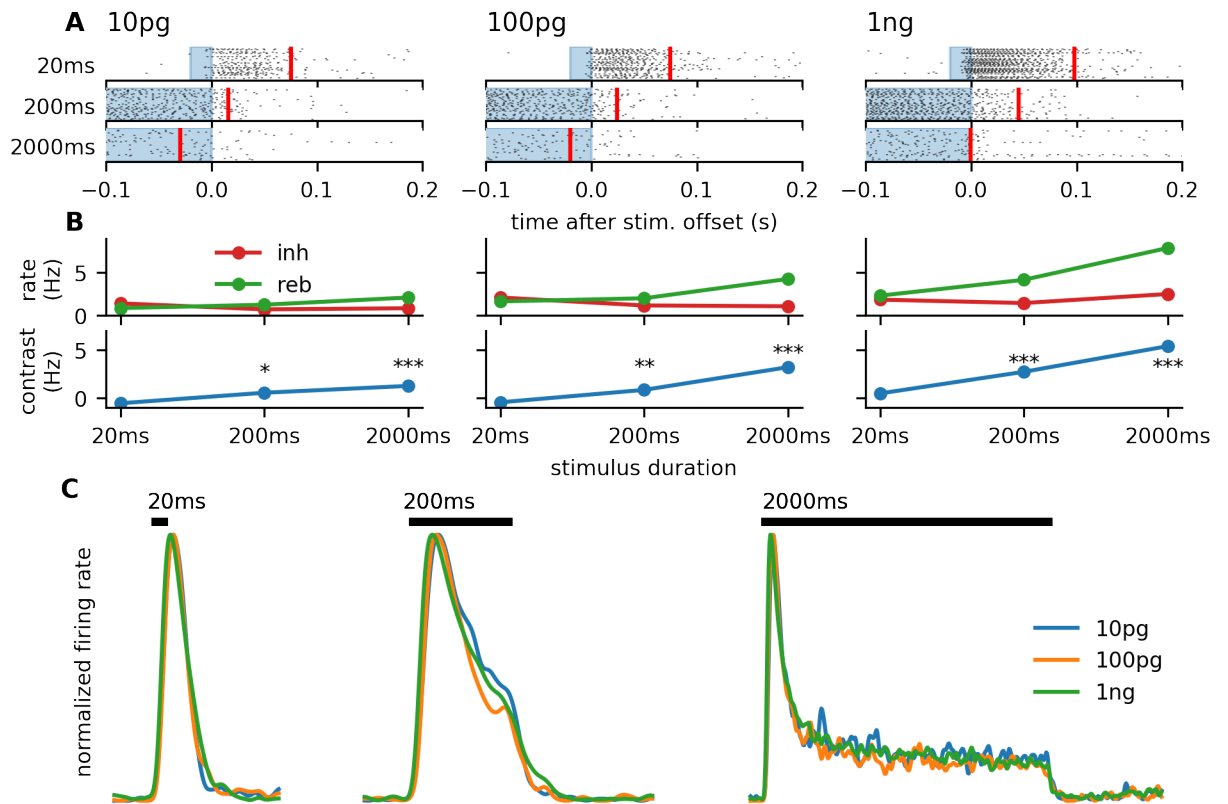 A 10pg 100pg 1ng
20ms
200ms
2000ms
−0.1 0.0 0.1 0.2 −0.1 0.0 0.1 0.2 −0.1 0.0 0.1 0.2
time after stim. offset (s)
B
rate (Hz)
5
0
inh
reb
contrast (Hz)
5
0
* *** ** *** *** ***
20ms 200ms 2000ms 20ms 200ms 2000ms 20ms 200ms 2000ms
stimulus duration
C
20ms 200ms 2000ms
normalized firing rate
10pg
100pg
1ng